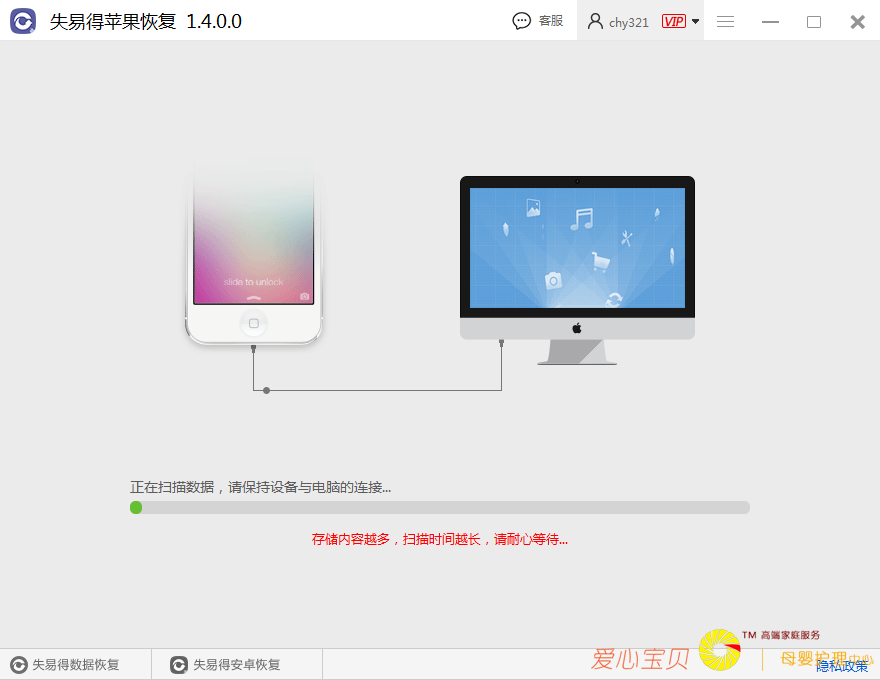 失易得苹果恢复 1.4.0.0
客服
chy321
VIP
slide to unlock
正在扫描数据，请保持设备与电脑的连接...
存储内容越多，扫描时间越长，请耐心等待...
失易得数据恢复
失易得安卓恢复
爱心宝贝
TM 高端家庭服务
母婴护理中心
隐私政策